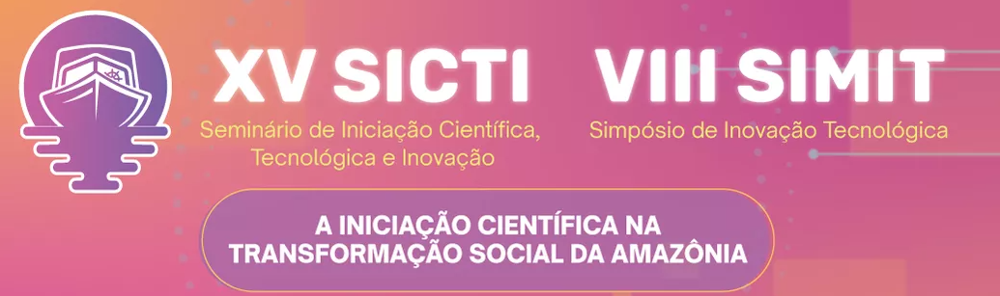 XV SICTI
Seminário de Iniciação Científica,
Tecnológica e Inovação
VIII SIMIT
Simpósio de Inovação Tecnológica
A INICIAÇÃO CIENTÍFICA NA
TRANSFORMAÇÃO SOCIAL DA AMAZÔNIA